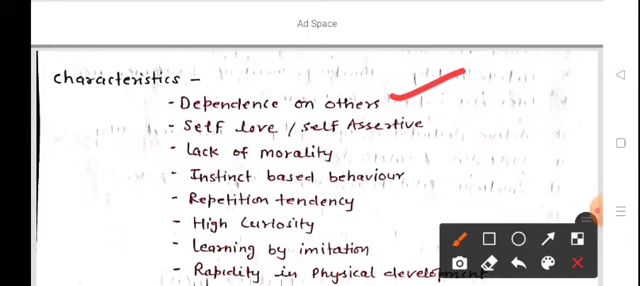 Ad Space
Characteristics -
- Dependence on others
- Self love / Self Assertive
- Lack of morality
- Instinct based behaviour
- Repetition tendency
- High Curiosity
- Learning by imitation
- Rapidity in Physical development